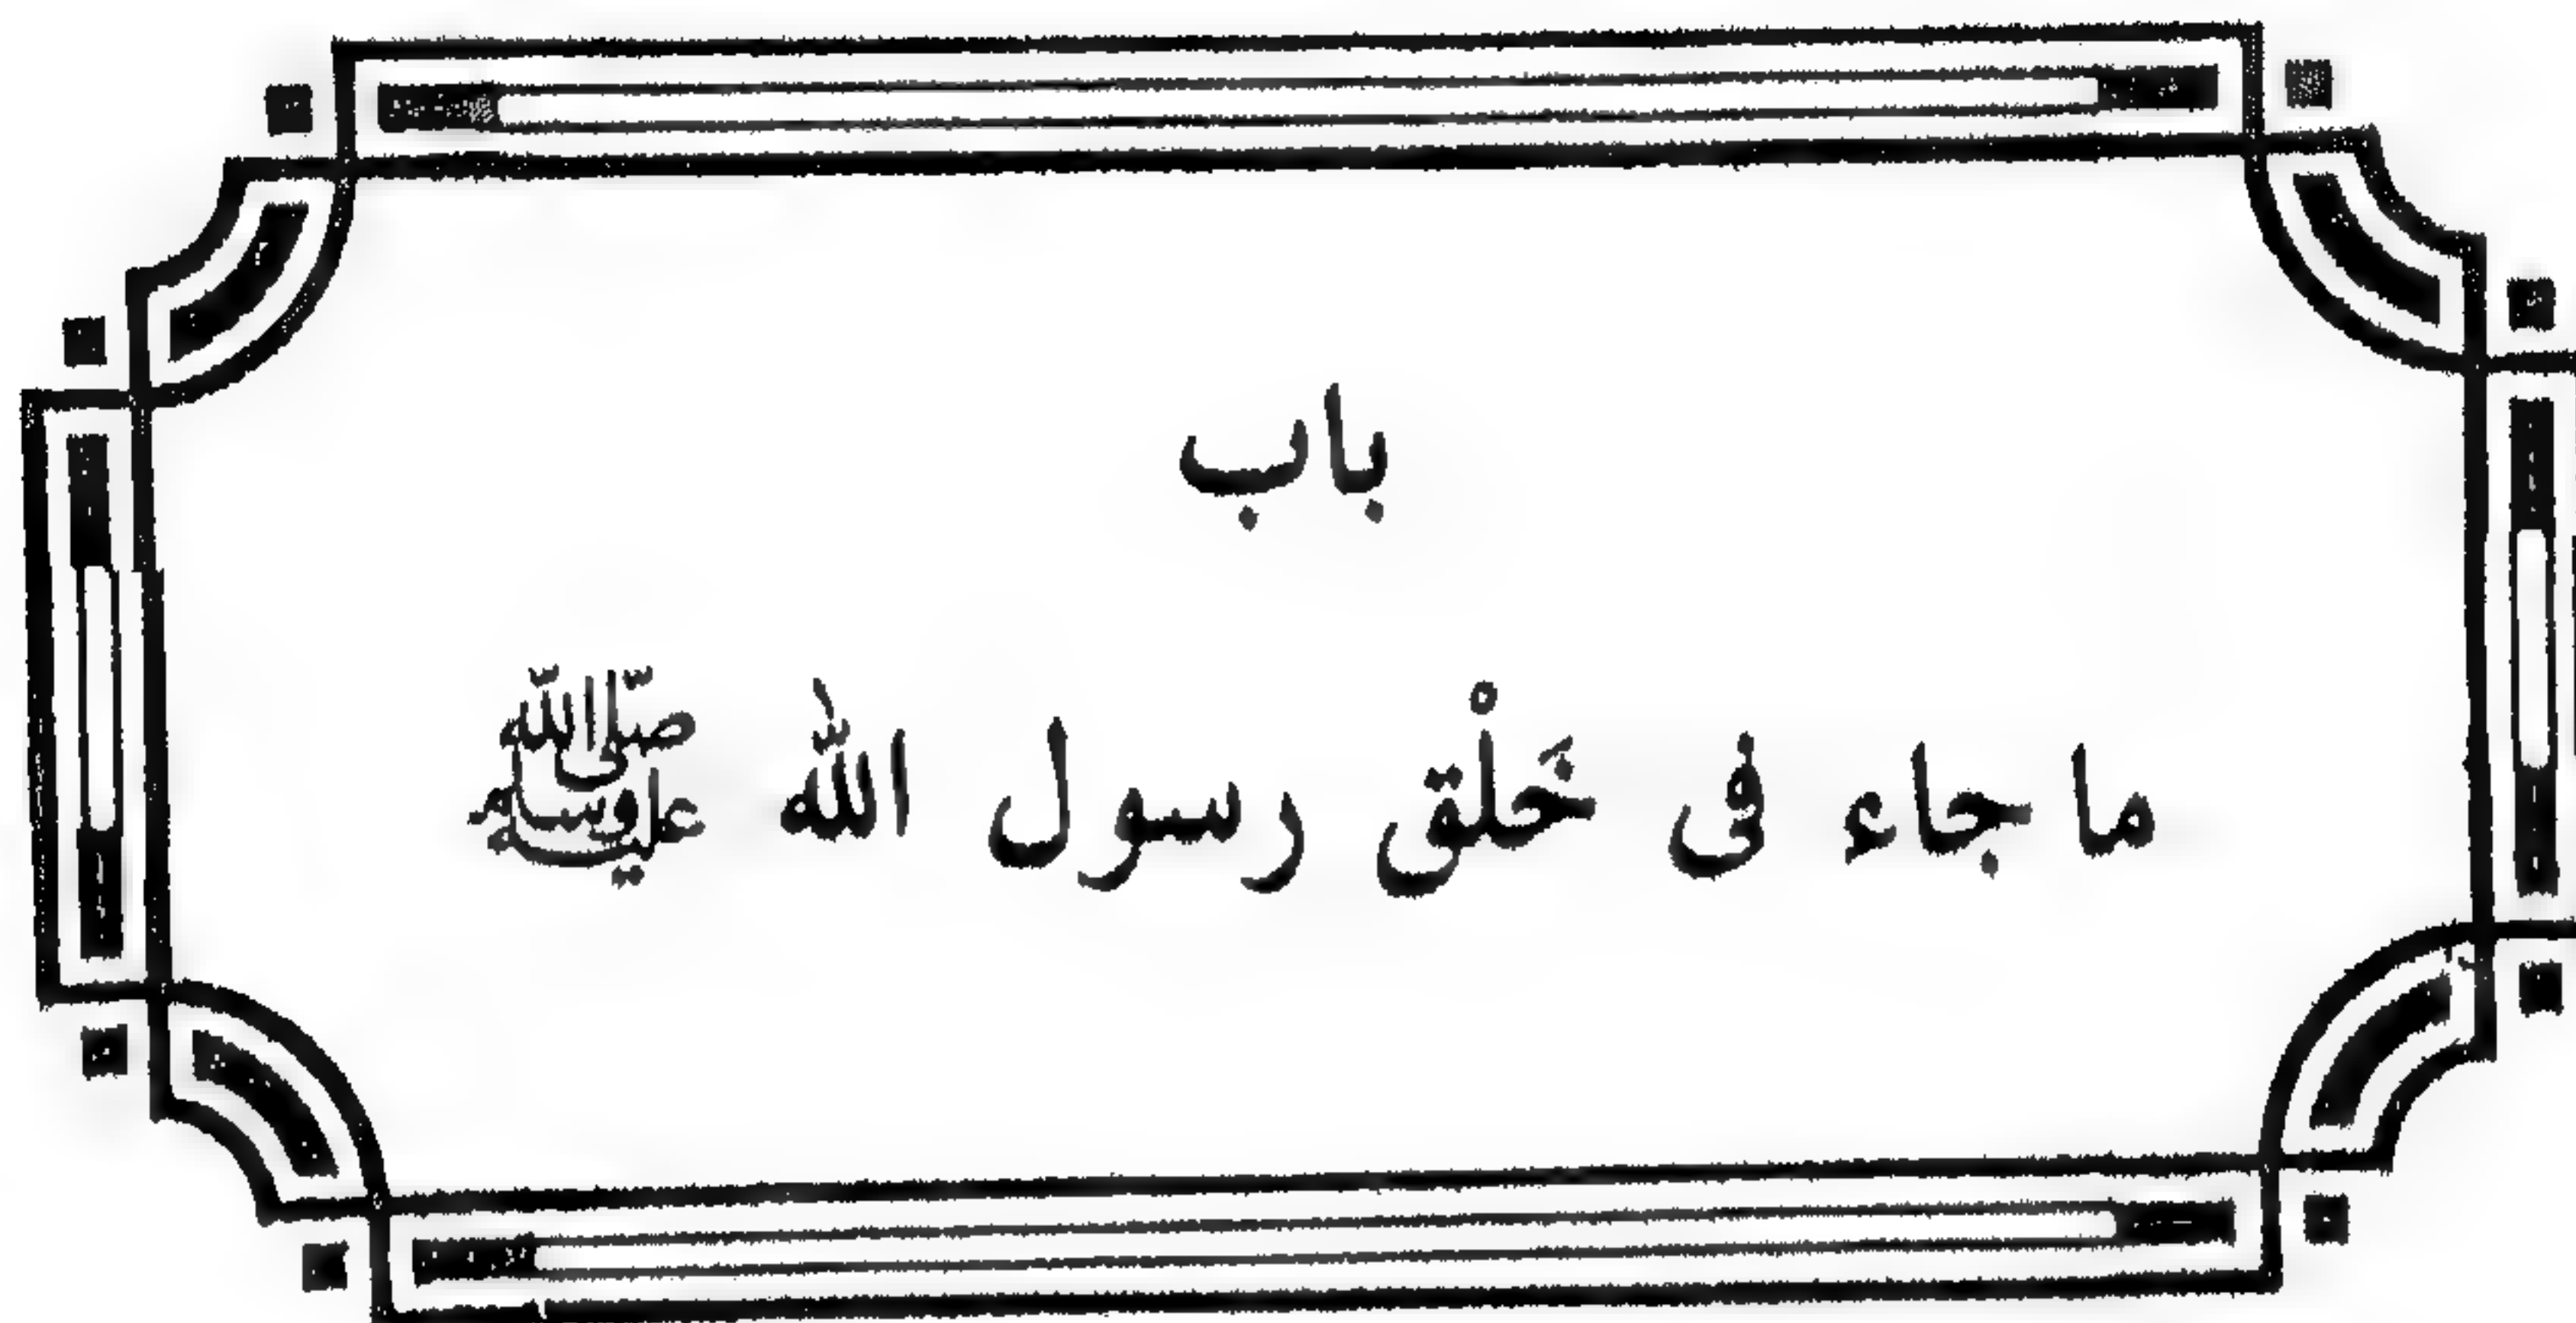 باب
ما جاء فى خَلْق رسول الله ﷺ